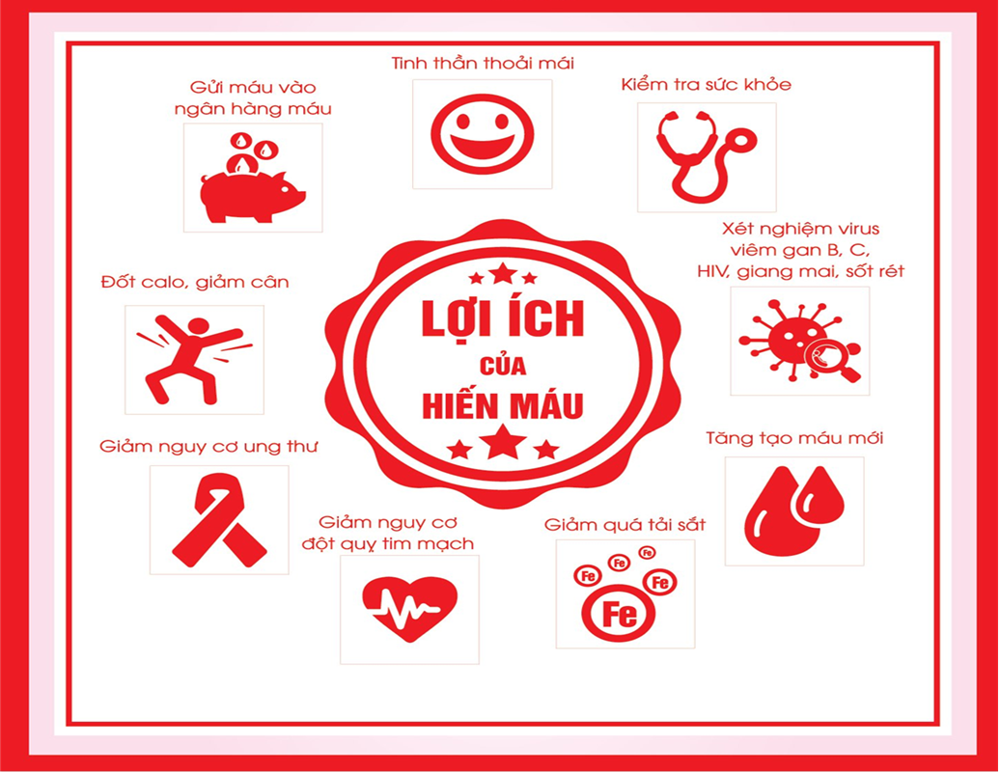 Tinh thần thoải mái
Gửi máu vào
ngân hàng máu
Kiểm tra sức khỏe
Xét nghiệm virus
viêm gan B, C,
HIV, giang mai, sốt rét
Đốt calo, giảm cân
LỢI ÍCH
CỦA
HIẾN MÁU
Tăng tạo máu mới
Giảm nguy cơ ung thư
Giảm nguy cơ
đột quỵ tim mạch
Giảm quá tải sắt
Fe
Fe
Fe
Fe
Fe